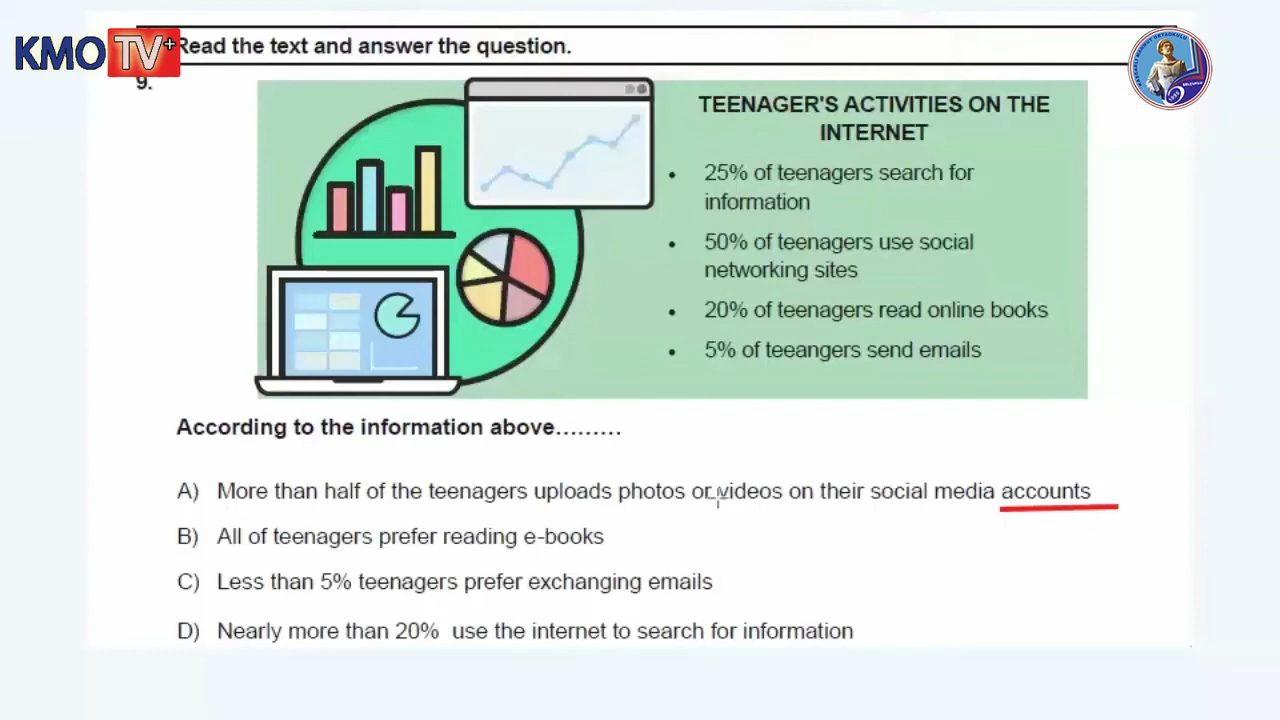 KMO TV+
Read the text and answer the question.
9.
TEENAGER'S ACTIVITIES ON THE
INTERNET
• 25% of teenagers search for
information
• 50% of teenagers use social
networking sites
• 20% of teenagers read online books
• 5% of teeangers send emails
According to the information above.........
A) More than half of the teenagers uploads photos or videos on their social media accounts
B) All of teenagers prefer reading e-books
C) Less than 5% teenagers prefer exchanging emails
D) Nearly more than 20% use the internet to search for information